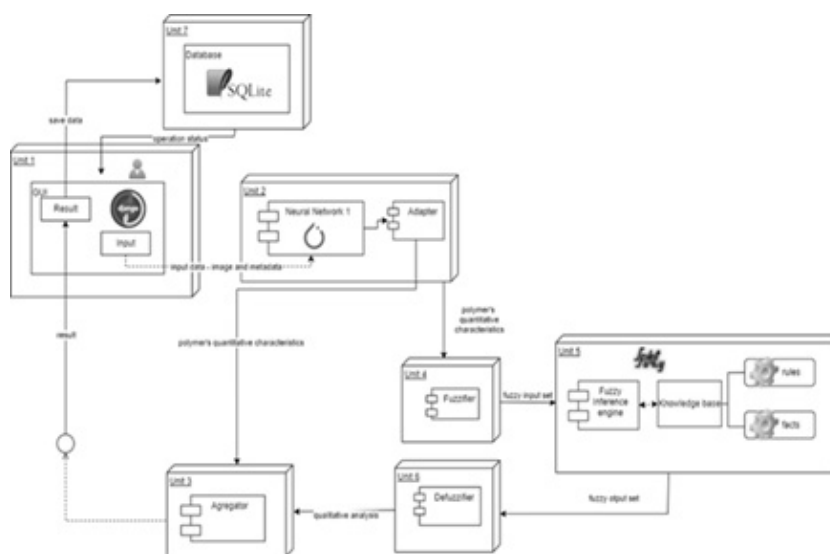 Unit 7
Database
SQLite
save data
operation status
Unit 1
GUI
Result
django
Input
Unit 2
Neural Network 1
Adapter
input data - image and metadata
result
polymer's quantitative characteristics
polymer's
quantitative
characteristics
Unit 5
Unit 4
Fuzzifier
fuzzy input set
Fuzzy
inference
engine
Knowledge base
rules
facts
Unit 3
Agregator
Unit 6
Defuzzifier
qualitative analysis
fuzzy otput set